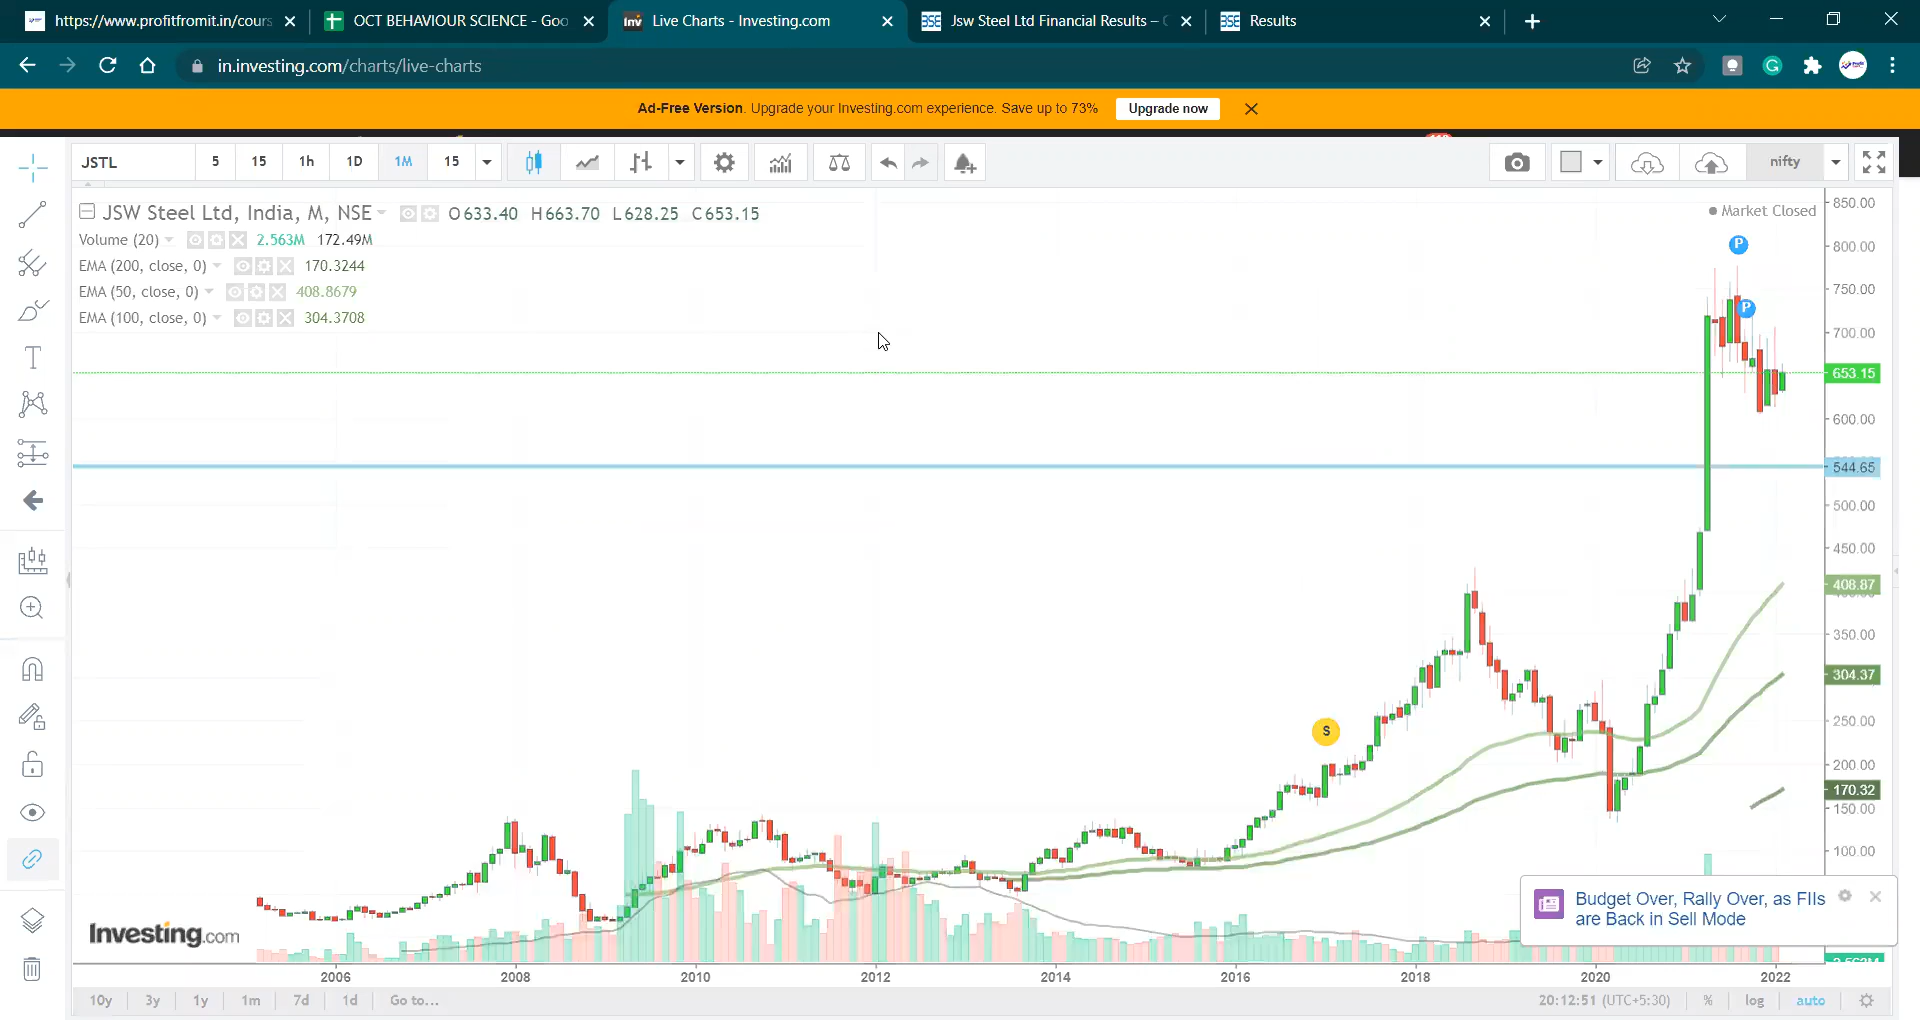 https://www.profitfromit.in/cours
OCT BEHAVIOUR SCIENCE - Goo
inv Live Charts - Investing.com
BSE Jsw Steel Ltd Financial Results –
BSE Results
in.investing.com/charts/live-charts
Ad-Free Version. Upgrade your Investing.com experience. Save up to 73% Upgrade now
JSTL 5 15 1h 1D 1M 15 nifty
JSW Steel Ltd, India, M, NSE O 633.40 H 663.70 L 628.25 C 653.15
Market Closed
Volume (20) 2.563M 172.49M
EMA (200, close, 0) 170.3244
EMA (50, close, 0) 408.8679
EMA (100, close, 0) 304.3708
850.00
P
800.00
750.00
P
700.00
653.15
600.00
544.65
500.00
450.00
408.87
350.00
304.37
250.00
S
200.00
170.32
150.00
100.00
Budget Over, Rally Over, as FIIs
are Back in Sell Mode
Investing.com
2006 2008 2010 2012 2014 2016 2018 2020 2022
10y 3y 1y 1m 7d 1d Go to... 20:12:51 (UTC+5:30) % log auto